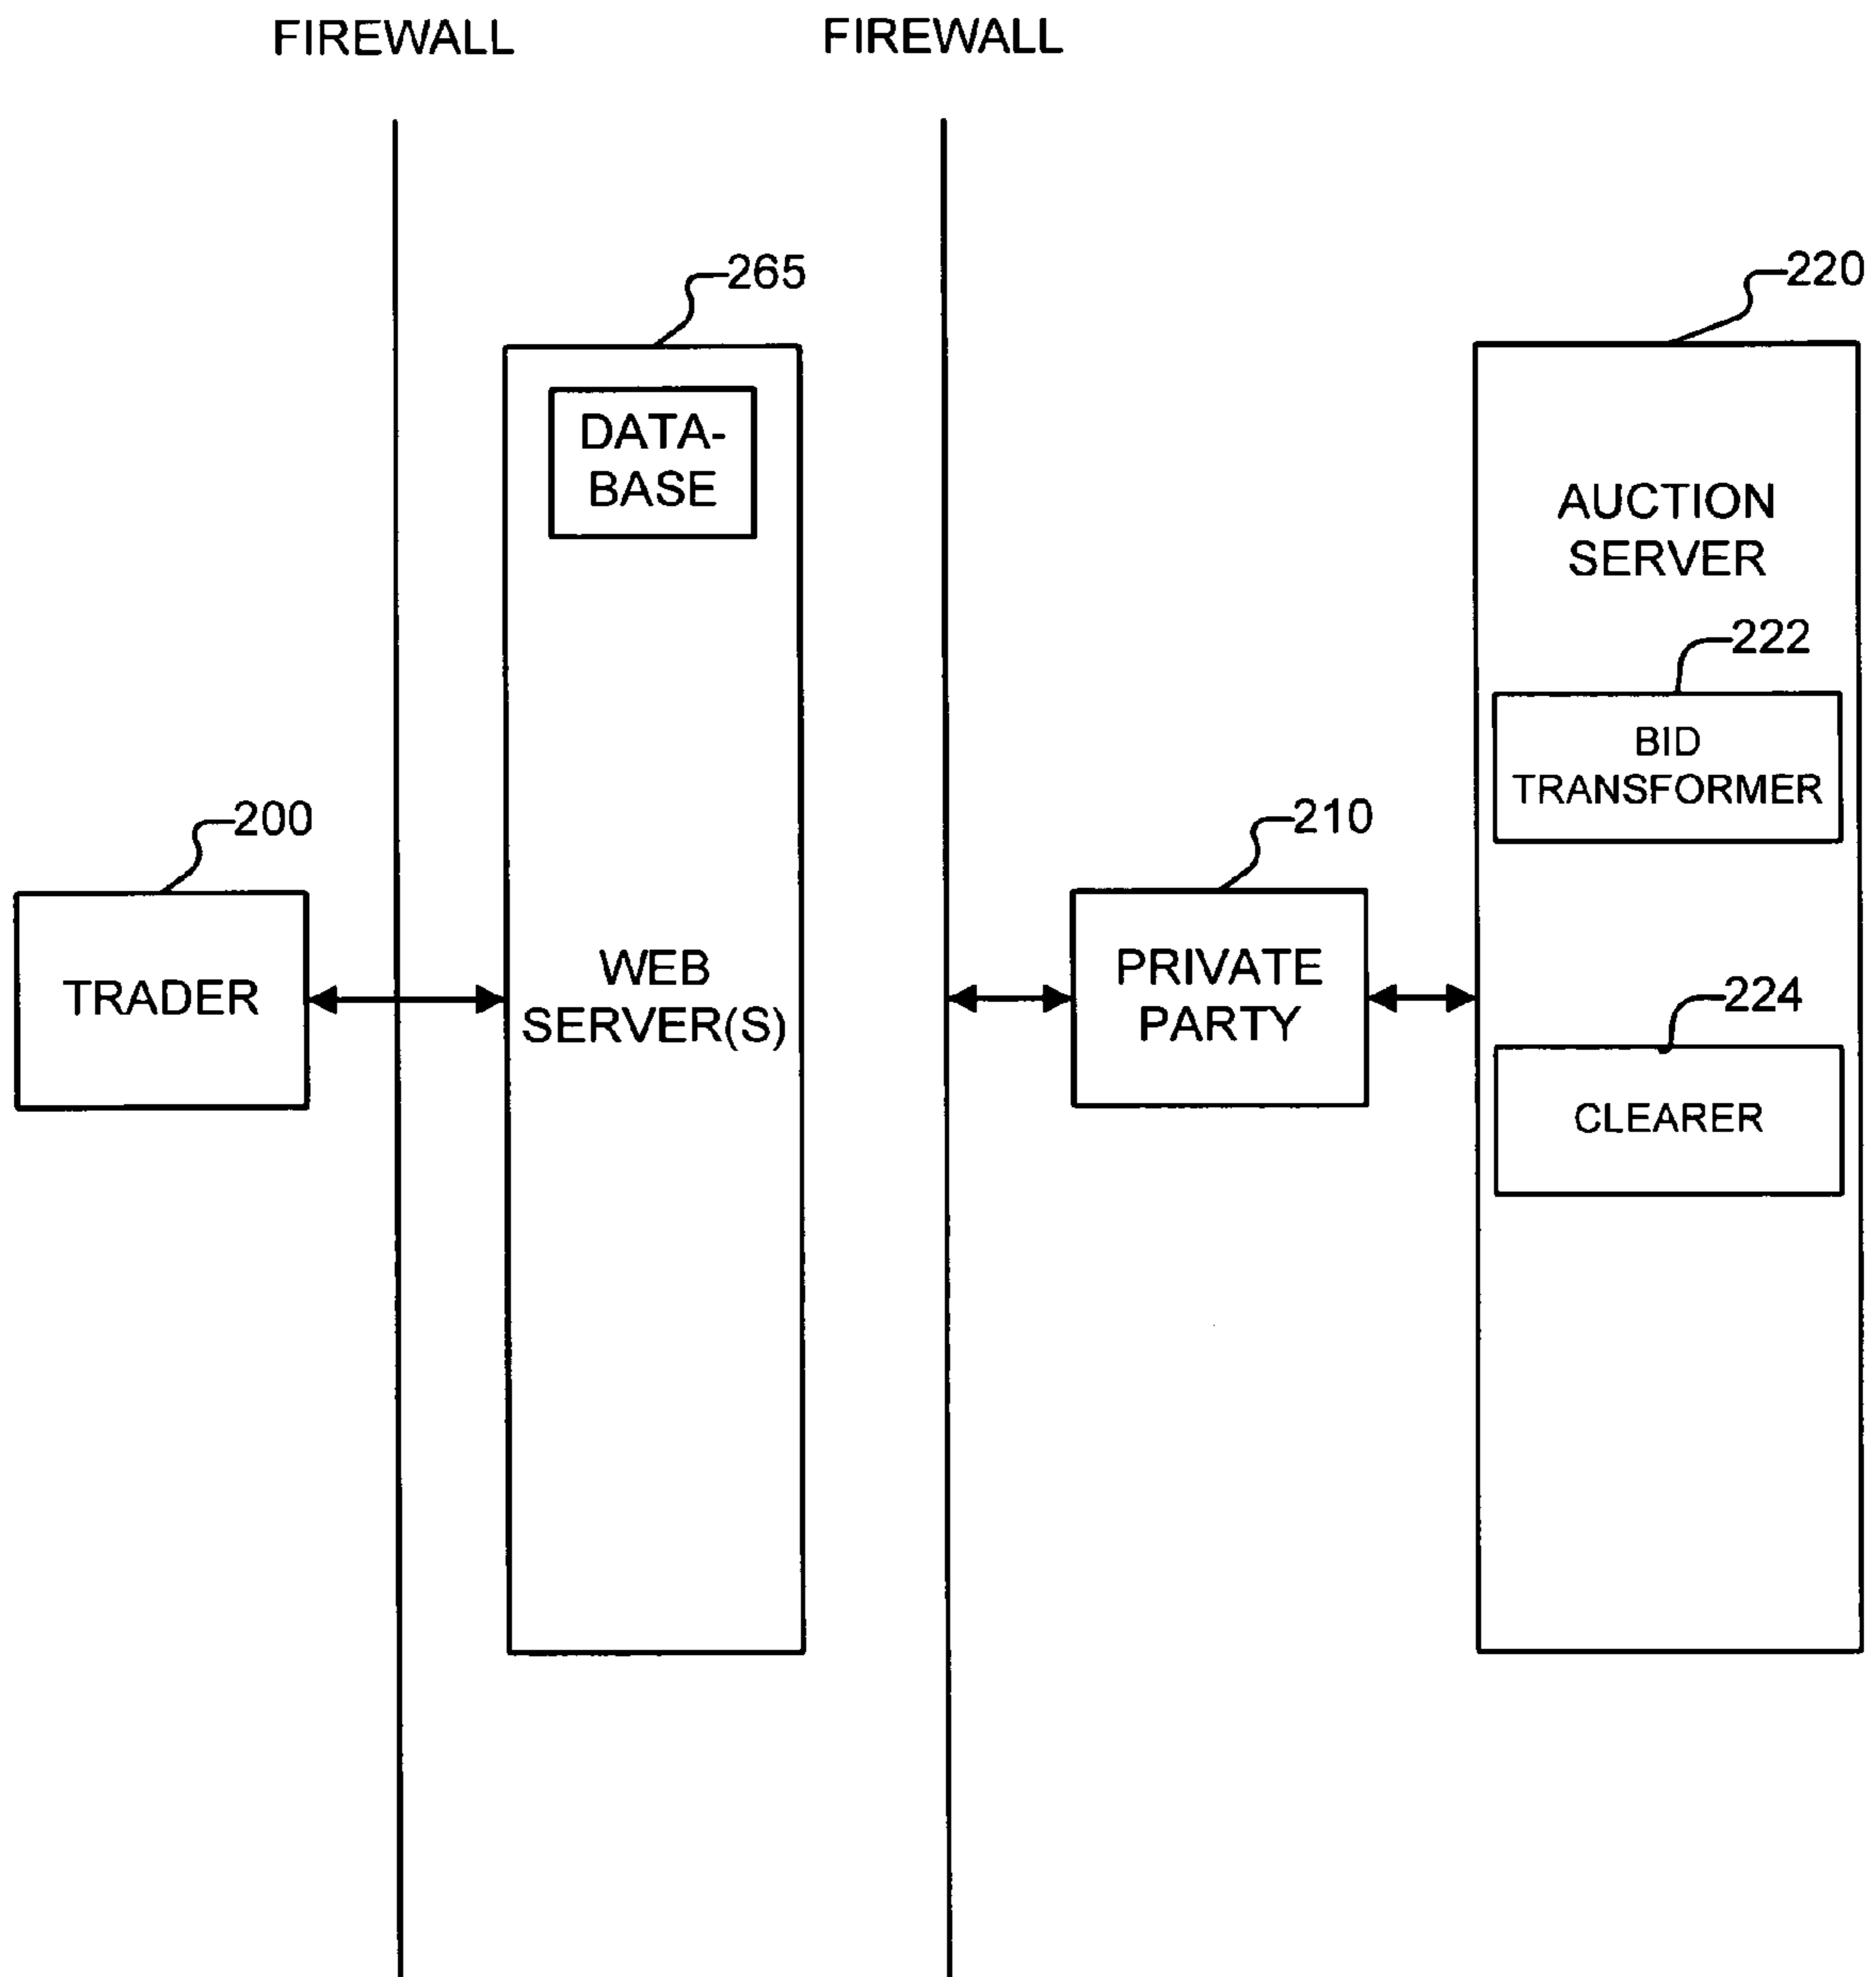 FIREWALL
FIREWALL
265
220
DATA-
BASE
AUCTION
SERVER
222
BID
TRANSFORMER
200
210
TRADER
WEB
SERVER(S)
PRIVATE
PARTY
224
CLEARER